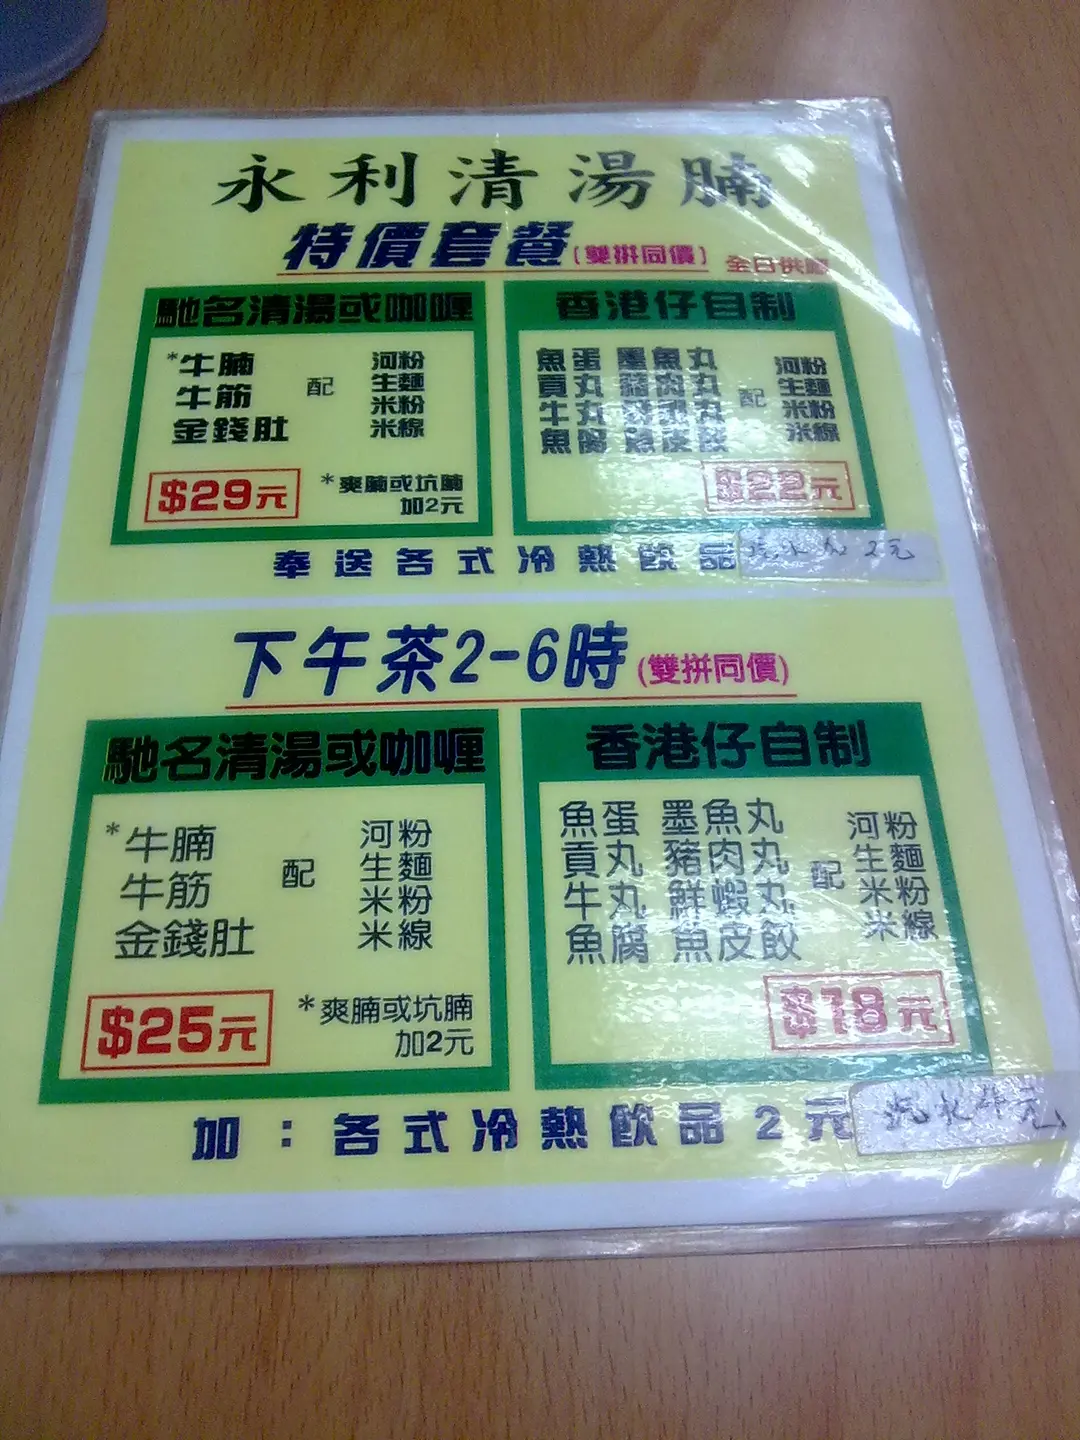 永利清湯腩
特價套餐(雙拼同價) 全日供應
馳名清湯或咖喱
*牛腩
牛筋
金錢肚
配
河粉
生麵
米粉
米線
$29元
*爽腩或坑腩
加2元
香港仔自制
魚蛋 墨魚丸
貢丸 豬肉丸
牛丸 鮮蝦丸
魚腐 魚皮餃
配
河粉
生麵
米粉
米線
$22元
奉送各式冷熱飲品 汽水加2元
下午茶2-6時(雙拼同價)
馳名清湯或咖喱
*牛腩
牛筋
金錢肚
配
河粉
生麵
米粉
米線
$25元
*爽腩或坑腩
加2元
香港仔自制
魚蛋 墨魚丸
貢丸 豬肉丸
牛丸 鮮蝦丸
魚腐 魚皮餃
配
河粉
生麵
米粉
米線
$18元
加:各式冷熱飲品2元